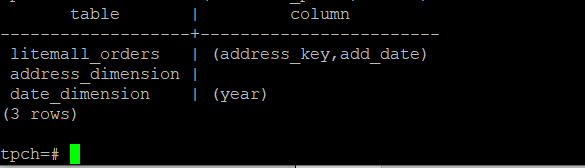 table | column
-------------------+------------------------
litemall_orders | (address_key,add_date)
address_dimension |
date_dimension | (year)
(3 rows)
tpch=#